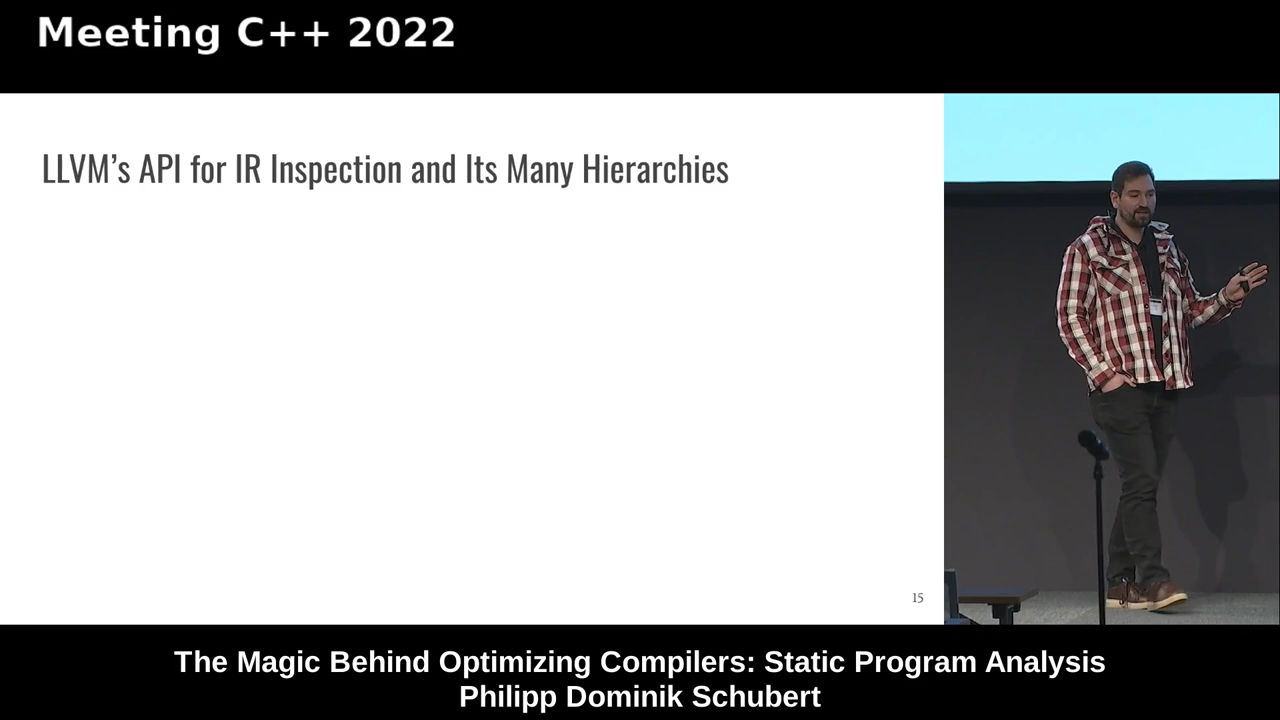 Meeting C++ 2022
LLVM’s API for IR Inspection and Its Many Hierarchies
15
The Magic Behind Optimizing Compilers: Static Program Analysis
Philipp Dominik Schubert